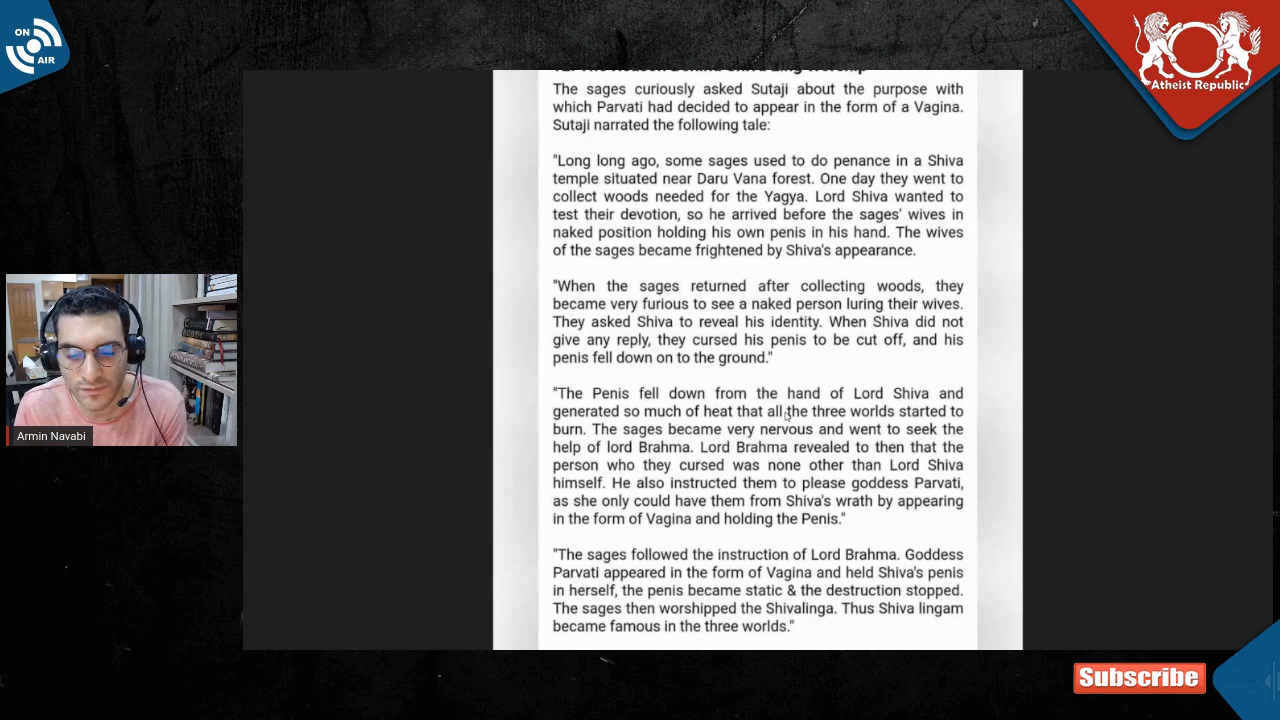 ON
AIR
Atheist Republic
The Reason Behind Shiva Ling Worship
The sages curiously asked Sutaji about the purpose with
which Parvati had decided to appear in the form of a Vagina.
Sutaji narrated the following tale:
"Long long ago, some sages used to do penance in a Shiva
temple situated near Daru Vana forest. One day they went to
collect woods needed for the Yagya. Lord Shiva wanted to
test their devotion, so he arrived before the sages' wives in
naked position holding his own penis in his hand. The wives
of the sages became frightened by Shiva's appearance.
"When the sages returned after collecting woods, they
became very furious to see a naked person luring their wives.
They asked Shiva to reveal his identity. When Shiva did not
give any reply, they cursed his penis to be cut off, and his
penis fell down on to the ground."
"The Penis fell down from the hand of Lord Shiva and
generated so much of heat that all the three worlds started to
burn. The sages became very nervous and went to seek the
help of lord Brahma. Lord Brahma revealed to then that the
person who they cursed was none other than Lord Shiva
himself. He also instructed them to please goddess Parvati,
as she only could have them from Shiva's wrath by appearing
in the form of Vagina and holding the Penis."
"The sages followed the instruction of Lord Brahma. Goddess
Parvati appeared in the form of Vagina and held Shiva's penis
in herself, the penis became static & the destruction stopped.
The sages then worshipped the Shivalinga. Thus Shiva lingam
became famous in the three worlds."
Armin Navabi
Subscribe